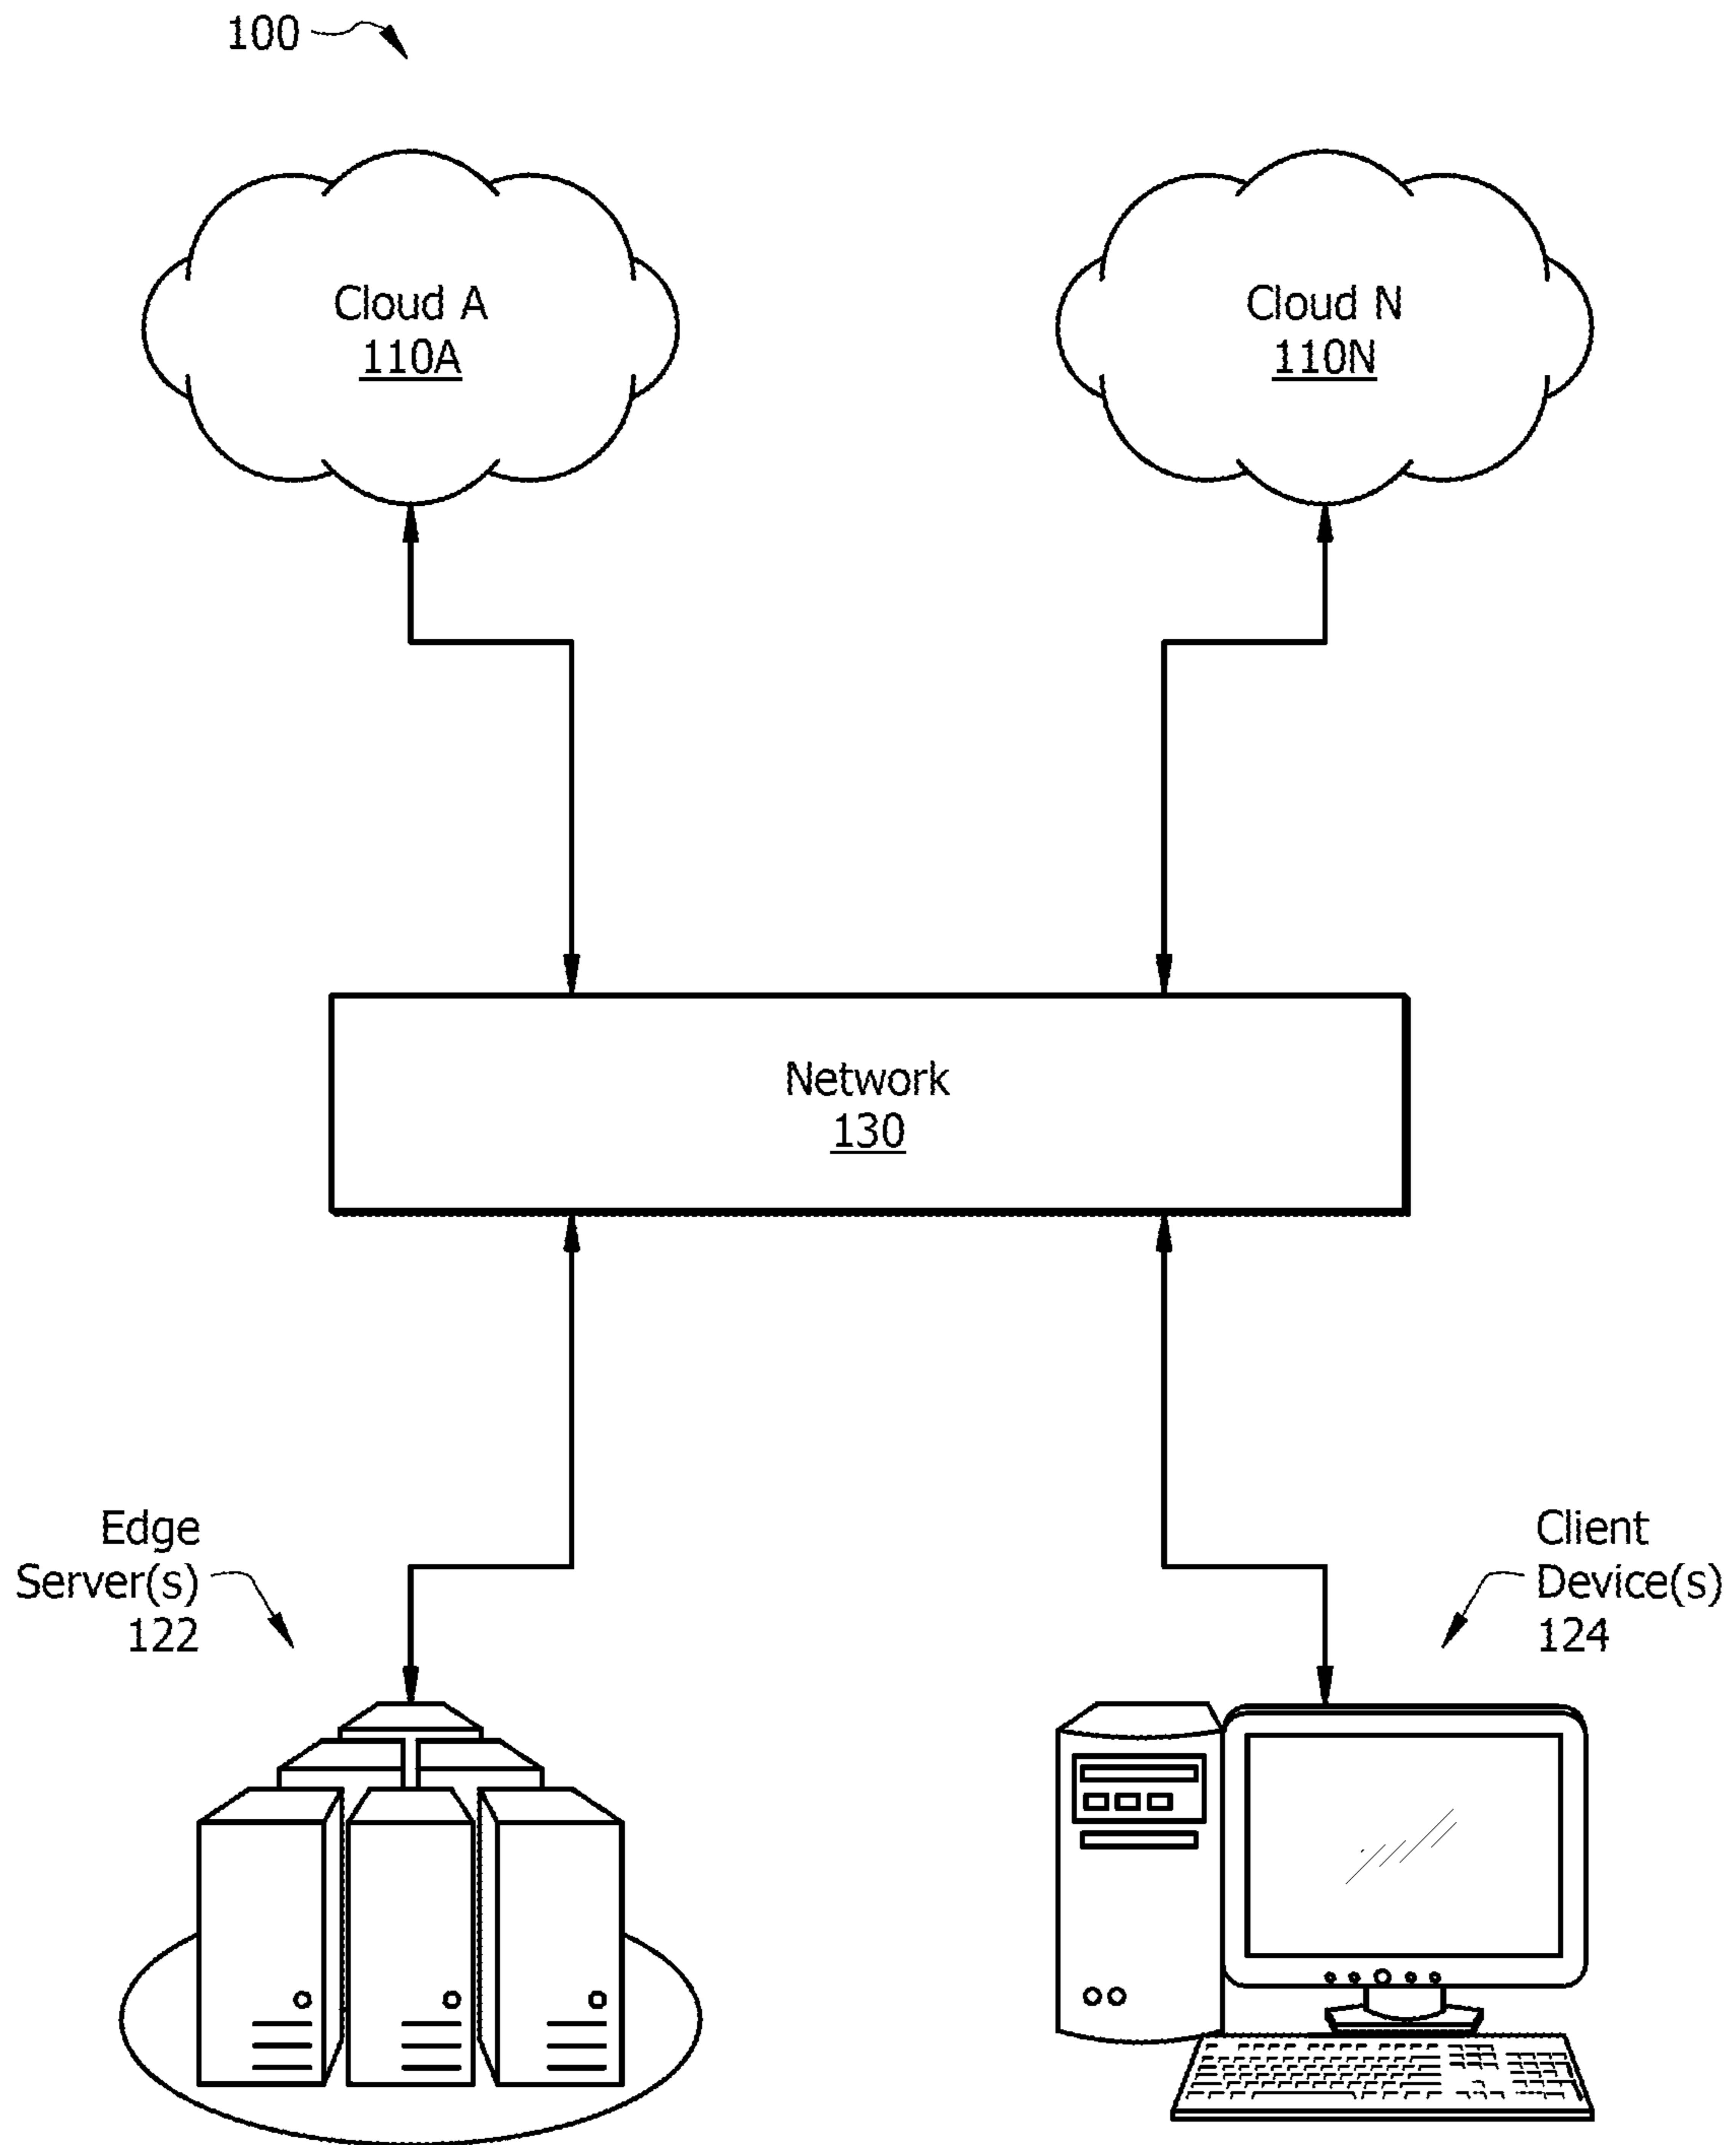 100
Cloud A
110A
Cloud N
110N
Network
130
Edge
Server(s)
122
Client
Device(s)
124